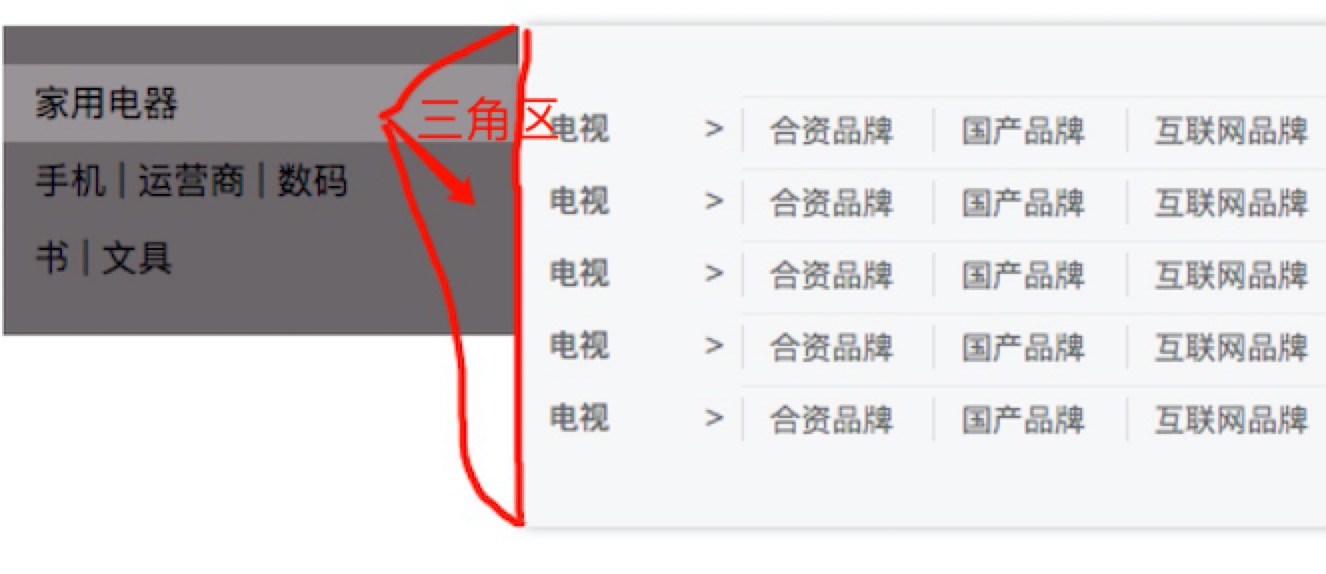 家用电器
手机 | 运营商 | 数码
书 | 文具
三角区
电视 > 合资品牌 国产品牌 互联网品牌
电视 > 合资品牌 国产品牌 互联网品牌
电视 > 合资品牌 国产品牌 互联网品牌
电视 > 合资品牌 国产品牌 互联网品牌
电视 > 合资品牌 国产品牌 互联网品牌